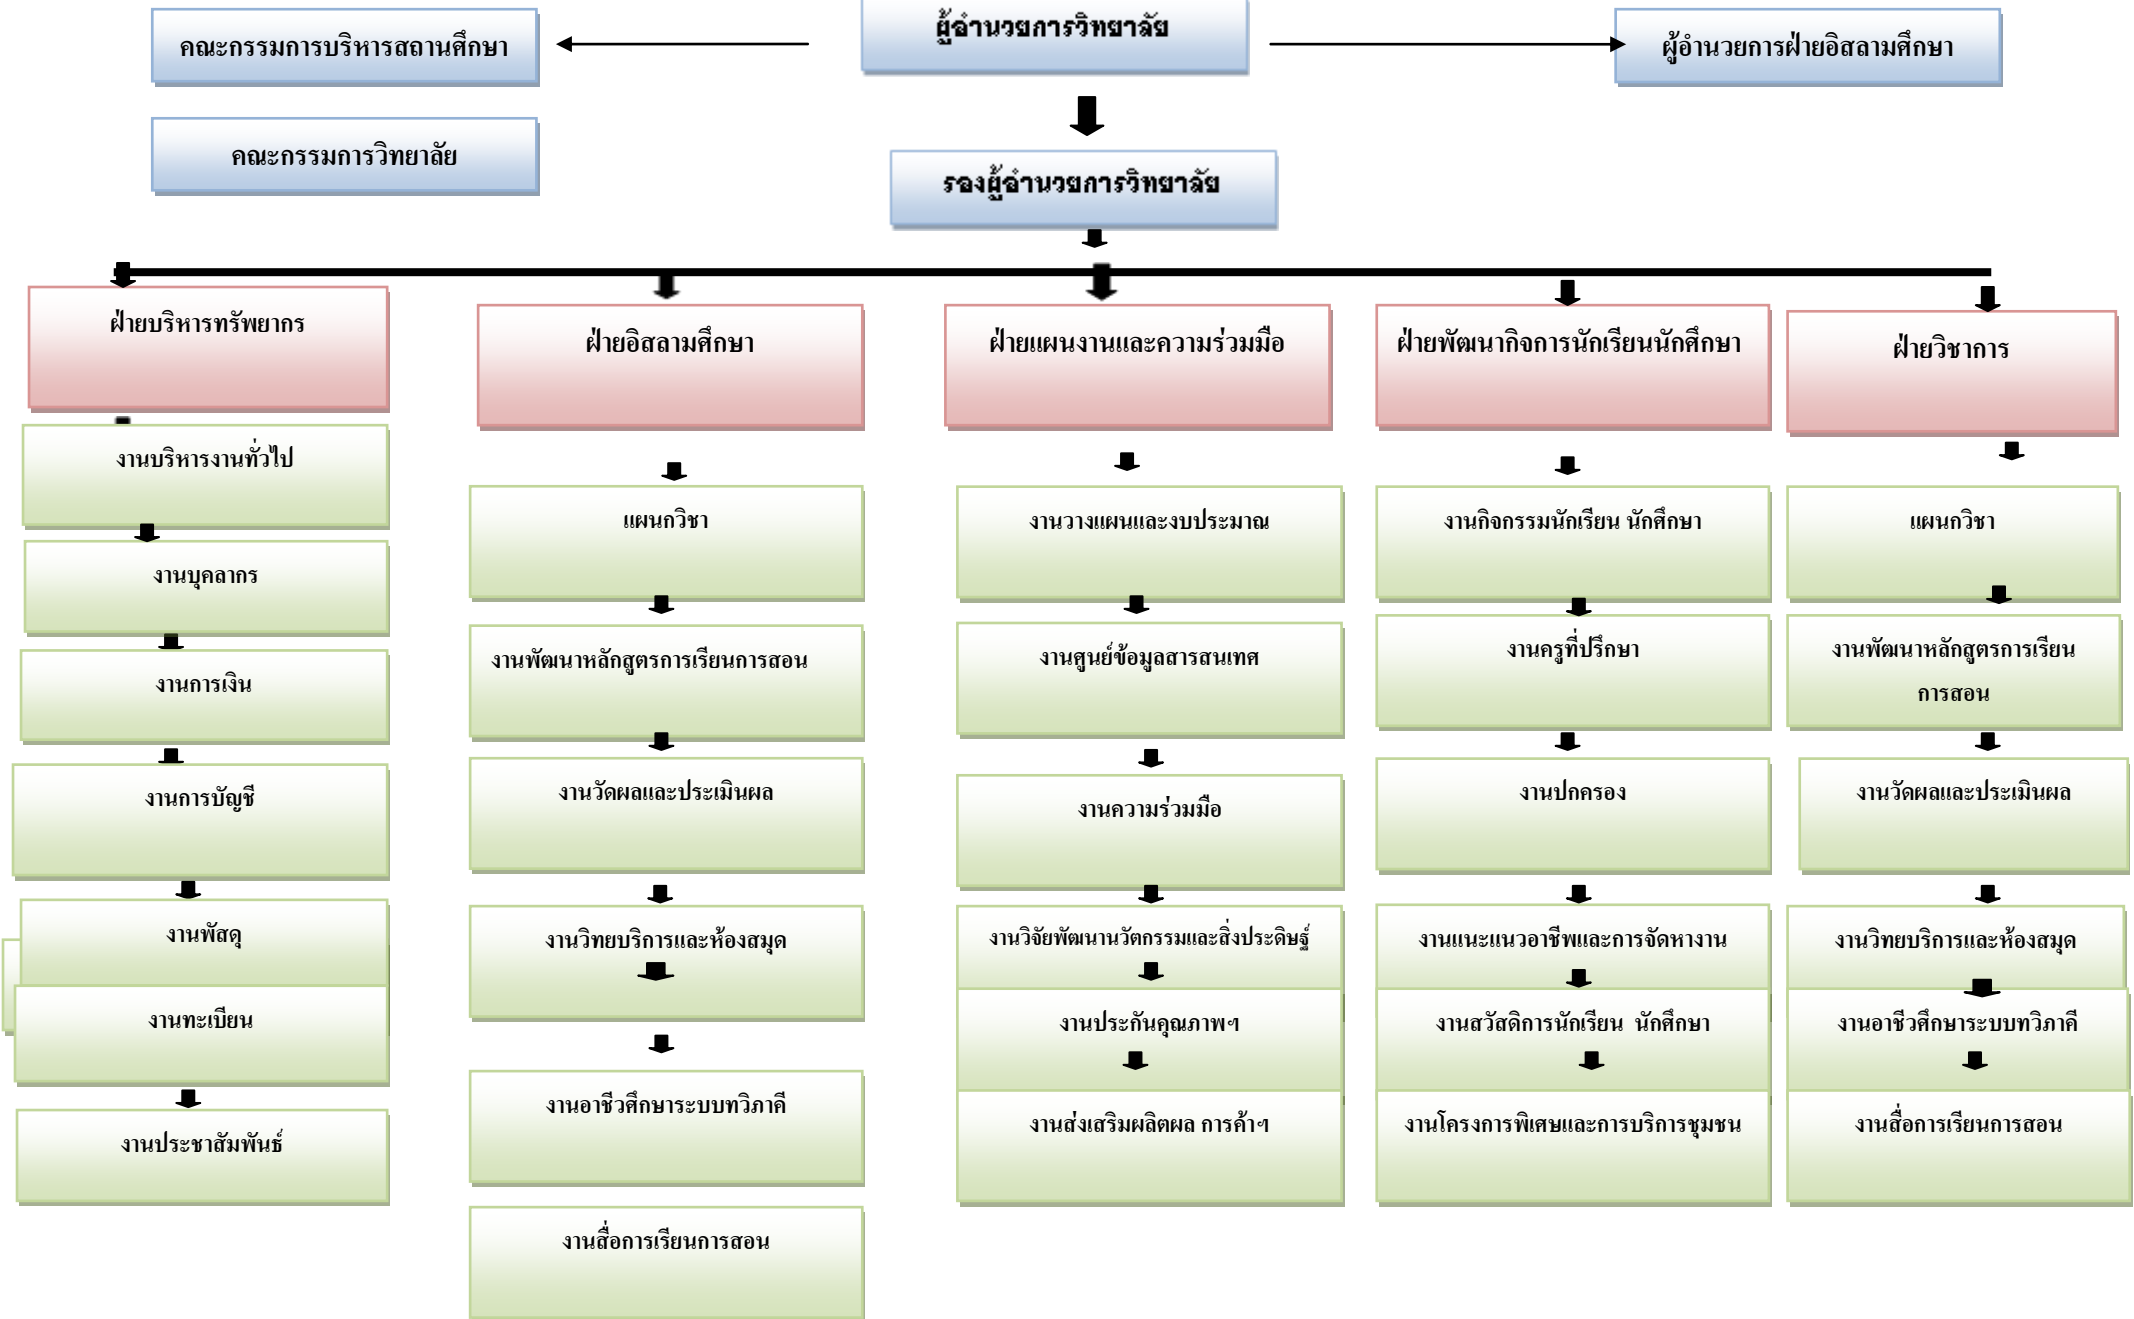 ผู้อำนวยการวิทยาลัย
คณะกรรมการบริหารสถานศึกษา
ผู้อำนวยการฝ่ายอิสลามศึกษา
คณะกรรมการวิทยาลัย
รองผู้อำนวยการวิทยาลัย
ฝ่ายบริหารทรัพยากร
งานบริหารงานทั่วไป
งานบุคลากร
งานการเงิน
งานการบัญชี
งานพัสดุ
งานทะเบียน
งานประชาสัมพันธ์
ฝ่ายอิสลามศึกษา
แผนกวิชา
งานพัฒนาหลักสูตรการเรียนการสอน
งานวัดผลและประเมินผล
งานวิทยบริการและห้องสมุด
งานอาชีวศึกษาระบบทวิภาคี
งานสื่อการเรียนการสอน
ฝ่ายแผนงานและความร่วมมือ
งานวางแผนและงบประมาณ
งานศูนย์ข้อมูลสารสนเทศ
งานความร่วมมือ
งานวิจัยพัฒนานวัตกรรมและสิ่งประดิษฐ์
งานประกันคุณภาพฯ
งานส่งเสริมผลิตผล การค้าฯ
ฝ่ายพัฒนากิจการนักเรียนนักศึกษา
งานกิจกรรมนักเรียน นักศึกษา
งานครูที่ปรึกษา
งานปกครอง
งานแนะแนวอาชีพและการจัดหางาน
งานสวัสดิการนักเรียน  นักศึกษา
งานโครงการพิเศษและการบริการชุมชน
ฝ่ายวิชาการ
แผนกวิชา
งานพัฒนาหลักสูตรการเรียน
การสอน
งานวัดผลและประเมินผล
งานวิทยบริการและห้องสมุด
งานอาชีวศึกษาระบบทวิภาคี
งานสื่อการเรียนการสอน